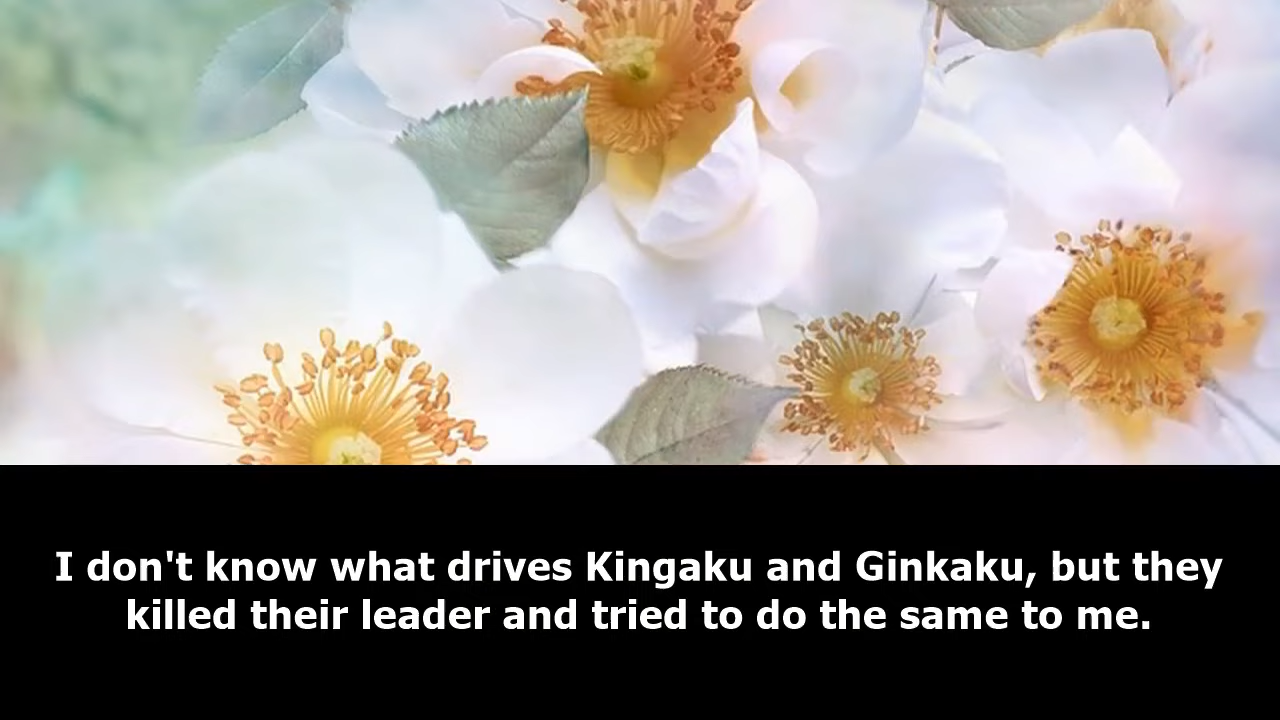 I don't know what drives Kingaku and Ginkaku, but they
killed their leader and tried to do the same to me.